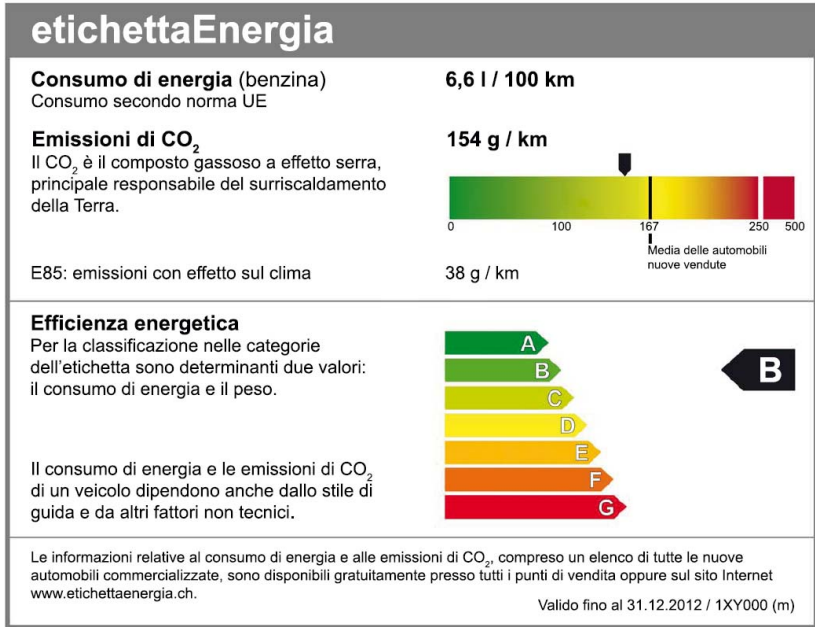 etichettaEnergia
Consumo di energia (benzina) 6,6 l / 100 km
Consumo secondo norma UE
Emissioni di CO₂ 154 g / km
Il CO₂ è il composto gassoso a effetto serra,
principale responsabile del surriscaldamento
della Terra.
0 100 167 250 500
Media delle automobili
nuove vendute
E85: emissioni con effetto sul clima 38 g / km
Efficienza energetica
Per la classificazione nelle categorie
dell'etichetta sono determinanti due valori:
il consumo di energia e il peso.
A
B
C
D
E
F
G
B
Il consumo di energia e le emissioni di CO₂
di un veicolo dipendono anche dallo stile di
guida e da altri fattori non tecnici.
Le informazioni relative al consumo di energia e alle emissioni di CO₂, compreso un elenco di tutte le nuove
automobili commercializzate, sono disponibili gratuitamente presso tutti i punti di vendita oppure sul sito Internet
www.etichettaenergia.ch.
Valido fino al 31.12.2012 / 1XY000 (m)